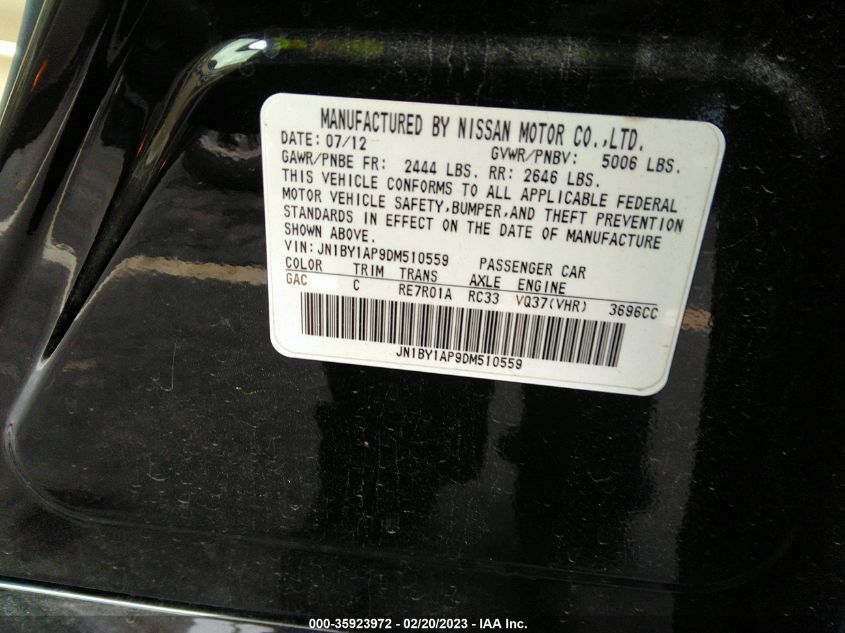 MANUFACTURED BY NISSAN MOTOR CO.,LTD.
DATE: 07/12 GVWR/PNBV: 5006 LBS.
GAWR/PNBE FR: 2444 LBS. RR: 2646 LBS.
THIS VEHICLE CONFORMS TO ALL APPLICABLE FEDERAL
MOTOR VEHICLE SAFETY,BUMPER,AND THEFT PREVENTION
STANDARDS IN EFFECT ON THE DATE OF MANUFACTURE
SHOWN ABOVE.
VIN: JN1BY1AP9DM510559 PASSENGER CAR
COLOR TRIM TRANS AXLE ENGINE
GAC C RE7R01A RC33 VQ37(VHR) 3696CC
JN1BY1AP9DM510559
000-35923972 - 02/20/2023 - IAA Inc.